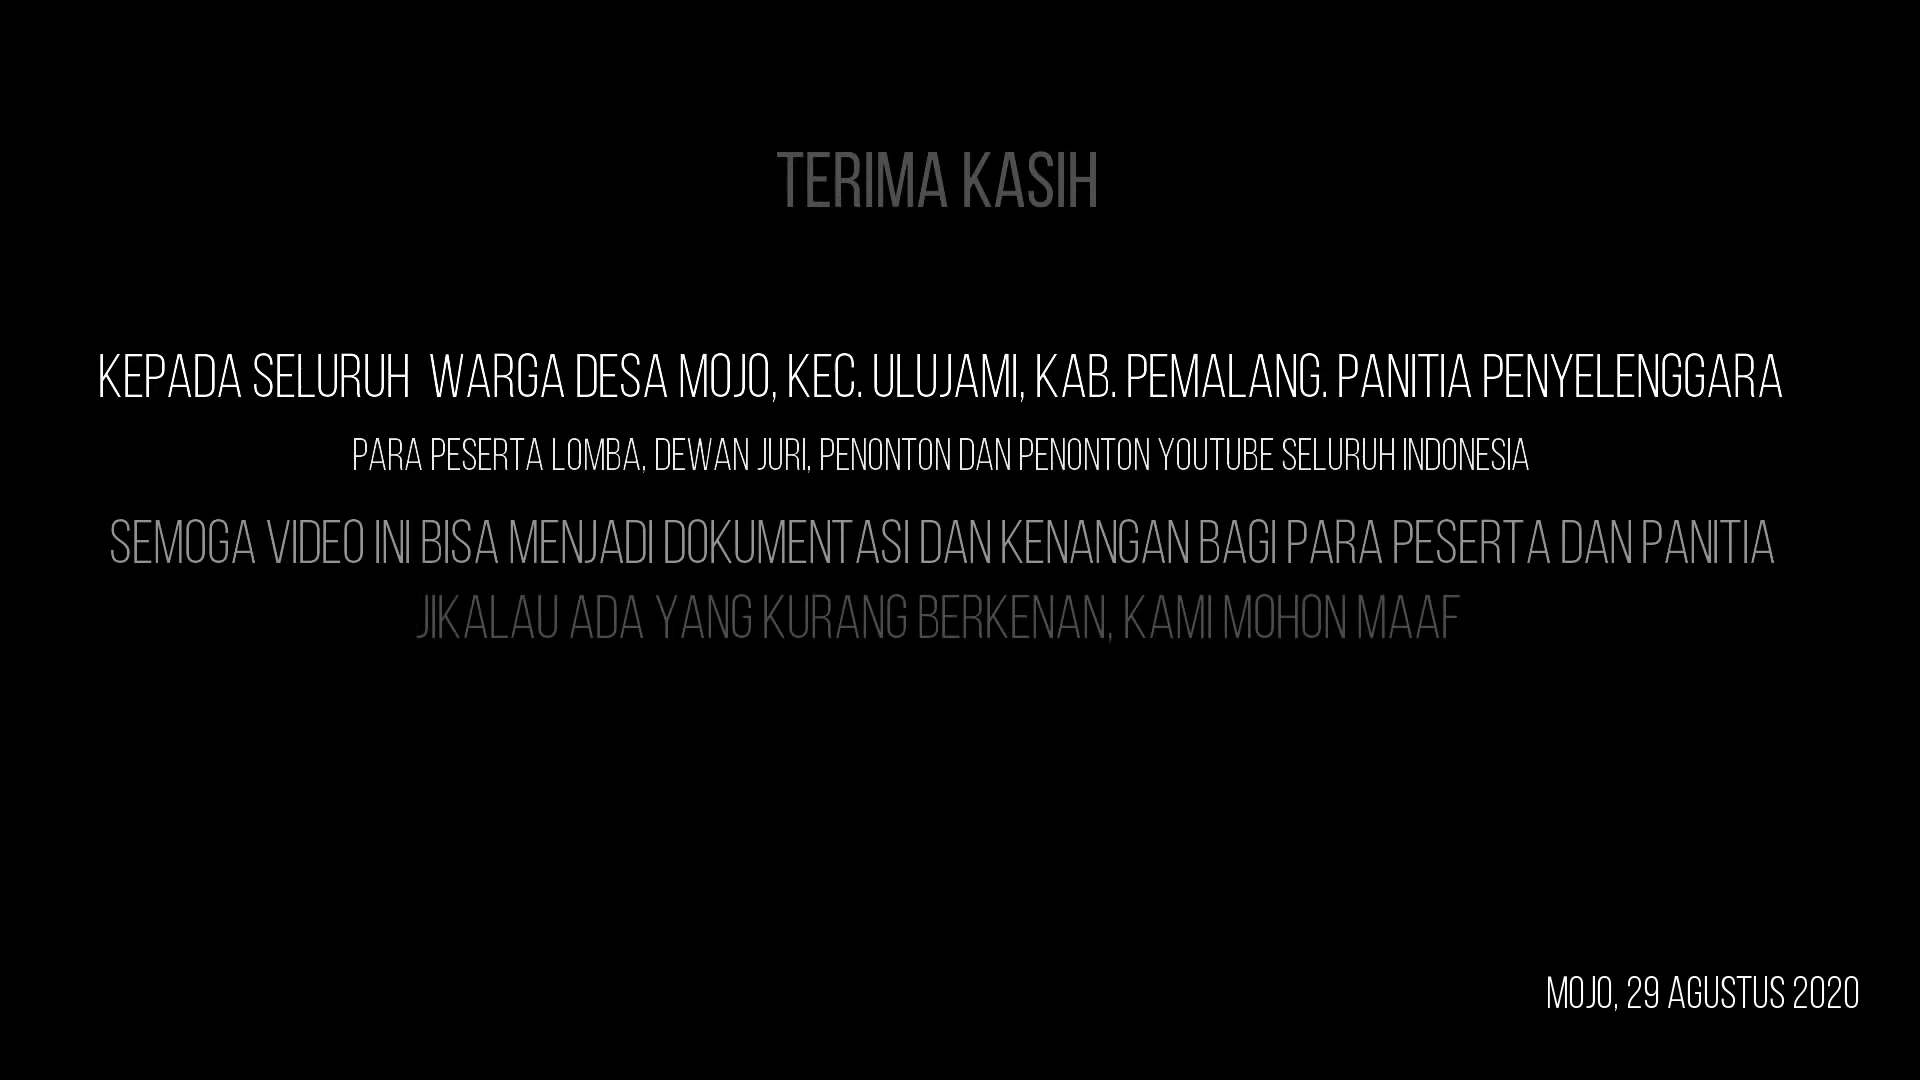 TERIMA KASIH
KEPADA SELURUH WARGA DESA MOJO, KEC. ULUJAMI, KAB. PEMALANG. PANITIA PENYELENGGARA
PARA PESERTA LOMBA, DEWAN JURI, PENONTON DAN PENONTON YOUTUBE SELURUH INDONESIA
SEMOGA VIDEO INI BISA MENJADI DOKUMENTASI DAN KENANGAN BAGI PARA PESERTA DAN PANITIA
JIKALAU ADA YANG KURANG BERKENAN, KAMI MOHON MAAF
MOJO, 29 AGUSTUS 2020